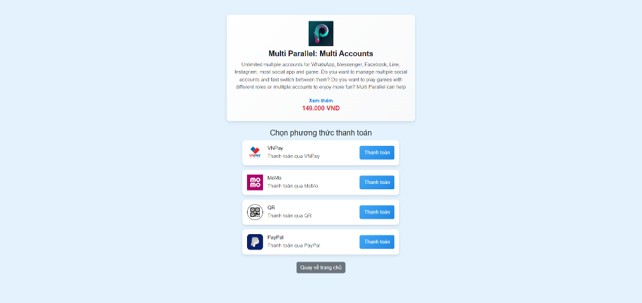 Multi Parallel: Multi Accounts
Unlimited multiple accounts for WhatsApp, Messenger, Facebook, Line,
Instagram, most social app and game. Do you want to manage multiple social
accounts and fast switch between them? Do you want to play games with
different roles or multiple accounts to enjoy more fun? Multi Parallel can help
Xem thêm
149.000 VND
Chọn phương thức thanh toán
VNPay
Thanh toán qua VNPay
Thanh toán
MoMo
Thanh toán qua MoMo
Thanh toán
QR
Thanh toán qua QR
Thanh toán
PayPal
Thanh toán qua PayPal
Thanh toán
Quay về trang chủ